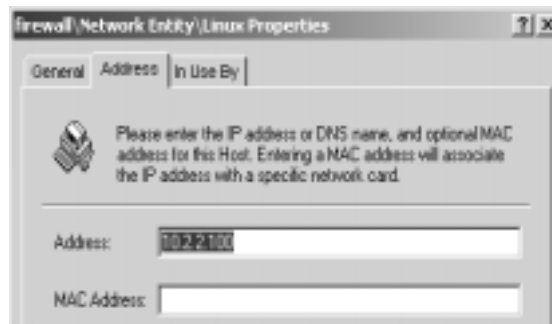 firewall\Network Entity\Linux Properties
General Address In Use By
Please enter the IP address or DNS name, and optional MAC
address for this Host. Entering a MAC address will associate
the IP address with a specific network card.
Address: 10.2.2.100
MAC Address: